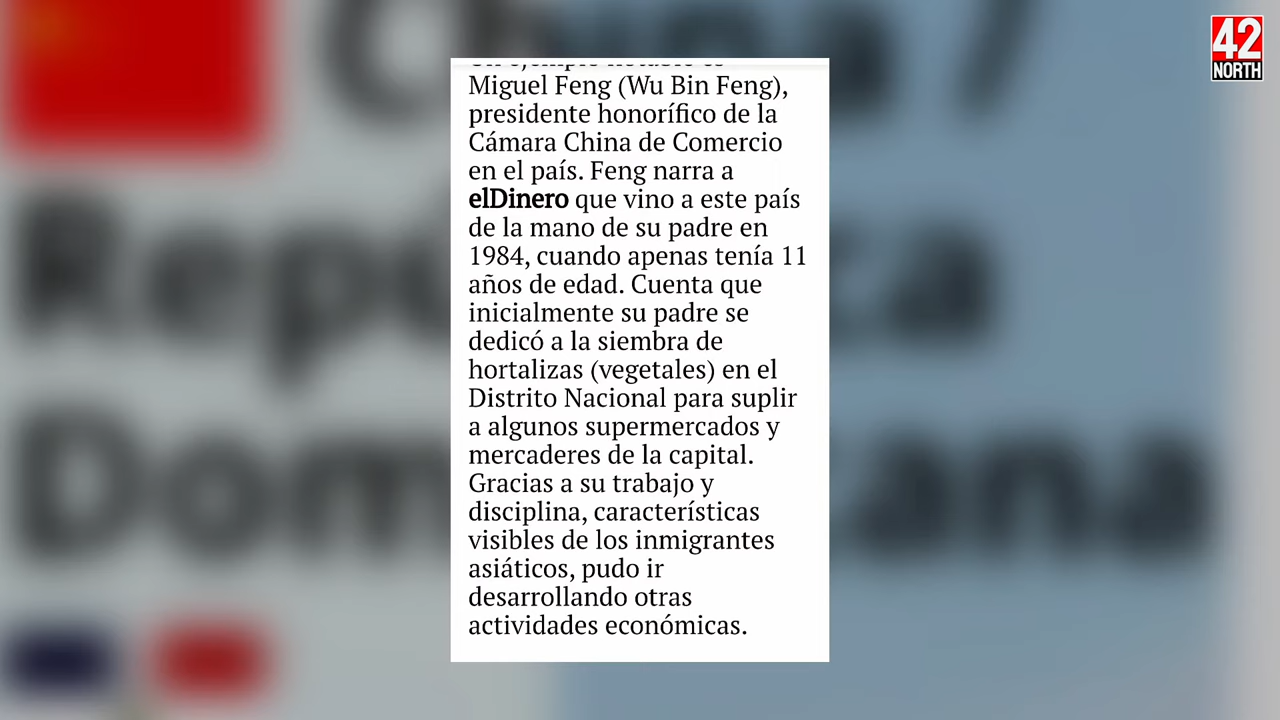 42
NORTH
Miguel Feng (Wu Bin Feng),
presidente honorífico de la
Cámara China de Comercio
en el país. Feng narra a
elDinero que vino a este país
de la mano de su padre en
1984, cuando apenas tenía 11
años de edad. Cuenta que
inicialmente su padre se
dedicó a la siembra de
hortalizas (vegetales) en el
Distrito Nacional para suplir
a algunos supermercados y
mercaderes de la capital.
Gracias a su trabajo y
disciplina, características
visibles de los inmigrantes
asiáticos, pudo ir
desarrollando otras
actividades económicas.